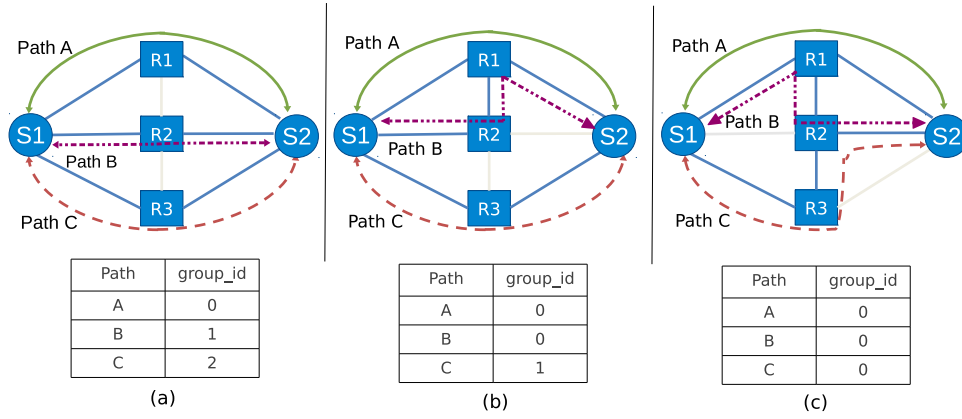 Path A
R1
S1
R2
S2
Path B
R3
Path C
Path group_id
A 0
B 1
C 2
(a)
Path A
R1
S1
R2
S2
Path B
R3
Path C
Path group_id
A 0
B 0
C 1
(b)
Path A
R1
S1
Path B
R2
S2
R3
Path C
Path group_id
A 0
B 0
C 0
(c)